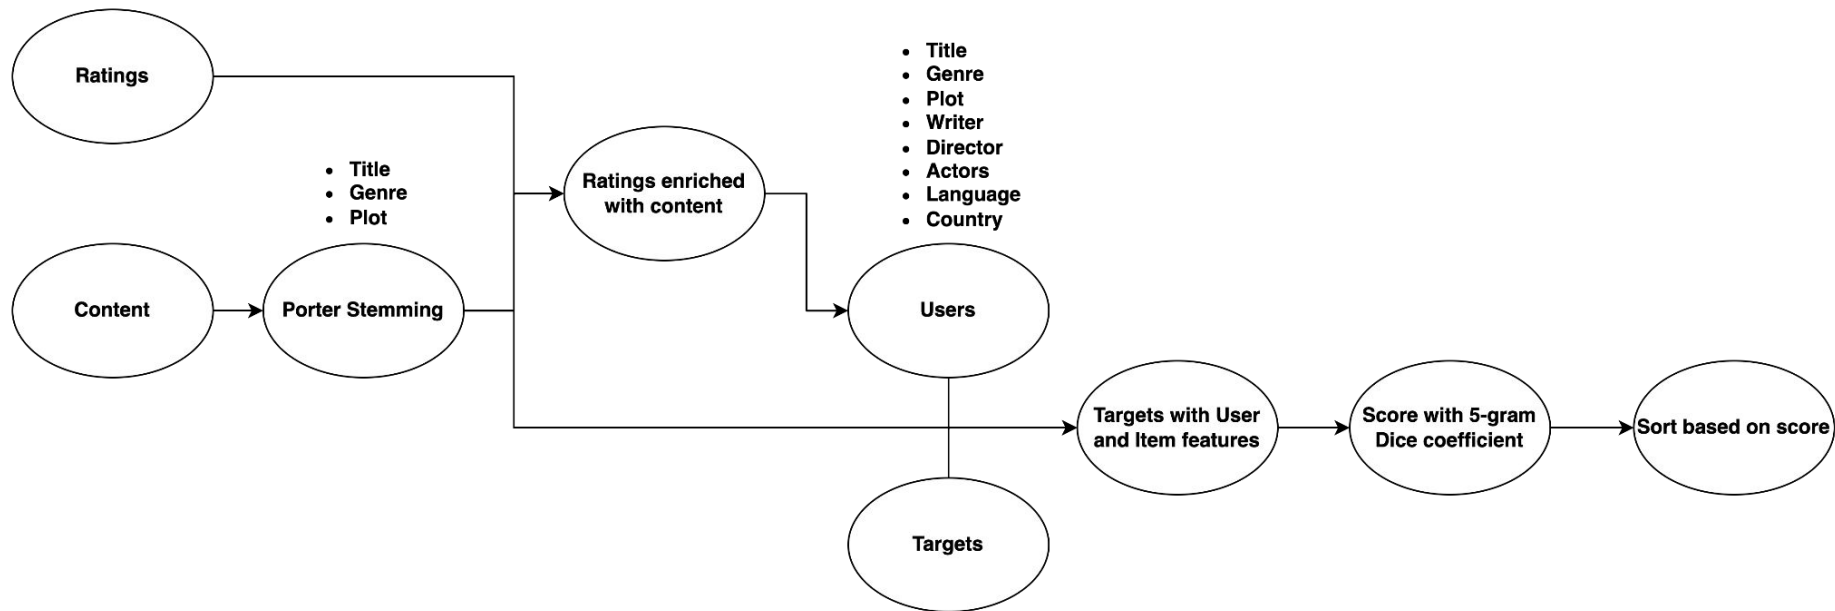 Ratings
• Title
• Genre
• Plot
Content
Porter Stemming
Ratings enriched
with content
• Title
• Genre
• Plot
• Writer
• Director
• Actors
• Language
• Country
Users
Targets
Targets with User
and Item features
Score with 5-gram
Dice coefficient
Sort based on score